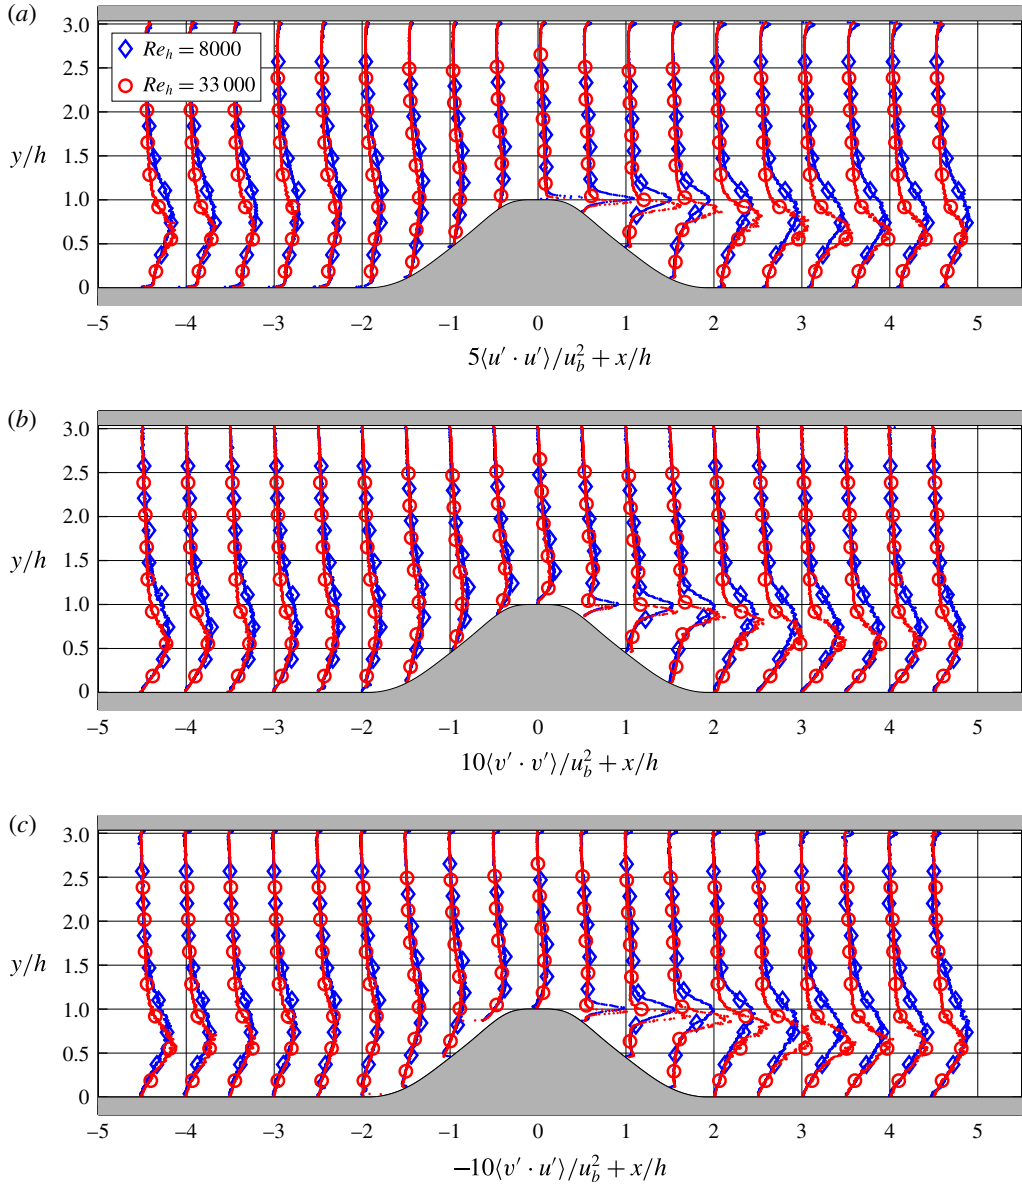 (a)
3.0
Re_h = 8000
2.5
Re_h = 33 000
2.0
y/h
1.5
1.0
0.5
0
–5 –4 –3 –2 –1 0 1 2 3 4 5
5⟨u′ · u′⟩/u_b^2 + x/h
(b)
3.0
2.5
2.0
y/h
1.5
1.0
0.5
0
–5 –4 –3 –2 –1 0 1 2 3 4 5
10⟨v′ · v′⟩/u_b^2 + x/h
(c)
3.0
2.5
2.0
y/h
1.5
1.0
0.5
0
–5 –4 –3 –2 –1 0 1 2 3 4 5
–10⟨v′ · u′⟩/u_b^2 + x/h